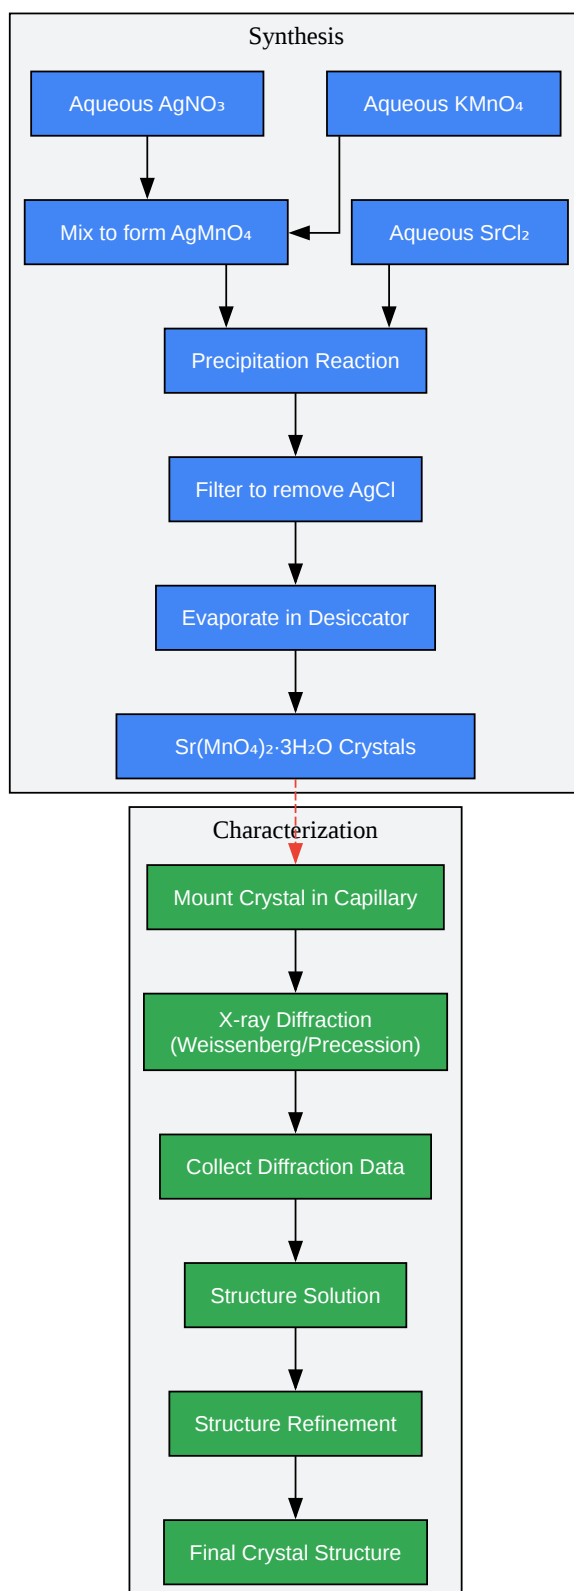 Synthesis
Aqueous AgNO₃
Aqueous KMnO₄
Mix to form AgMnO₄
Aqueous SrCl₂
Precipitation Reaction
Filter to remove AgCl
Evaporate in Desiccator
Sr(MnO₄)₂·3H₂O Crystals
Characterization
Mount Crystal in Capillary
X-ray Diffraction
(Weissenberg/Precession)
Collect Diffraction Data
Structure Solution
Structure Refinement
Final Crystal Structure